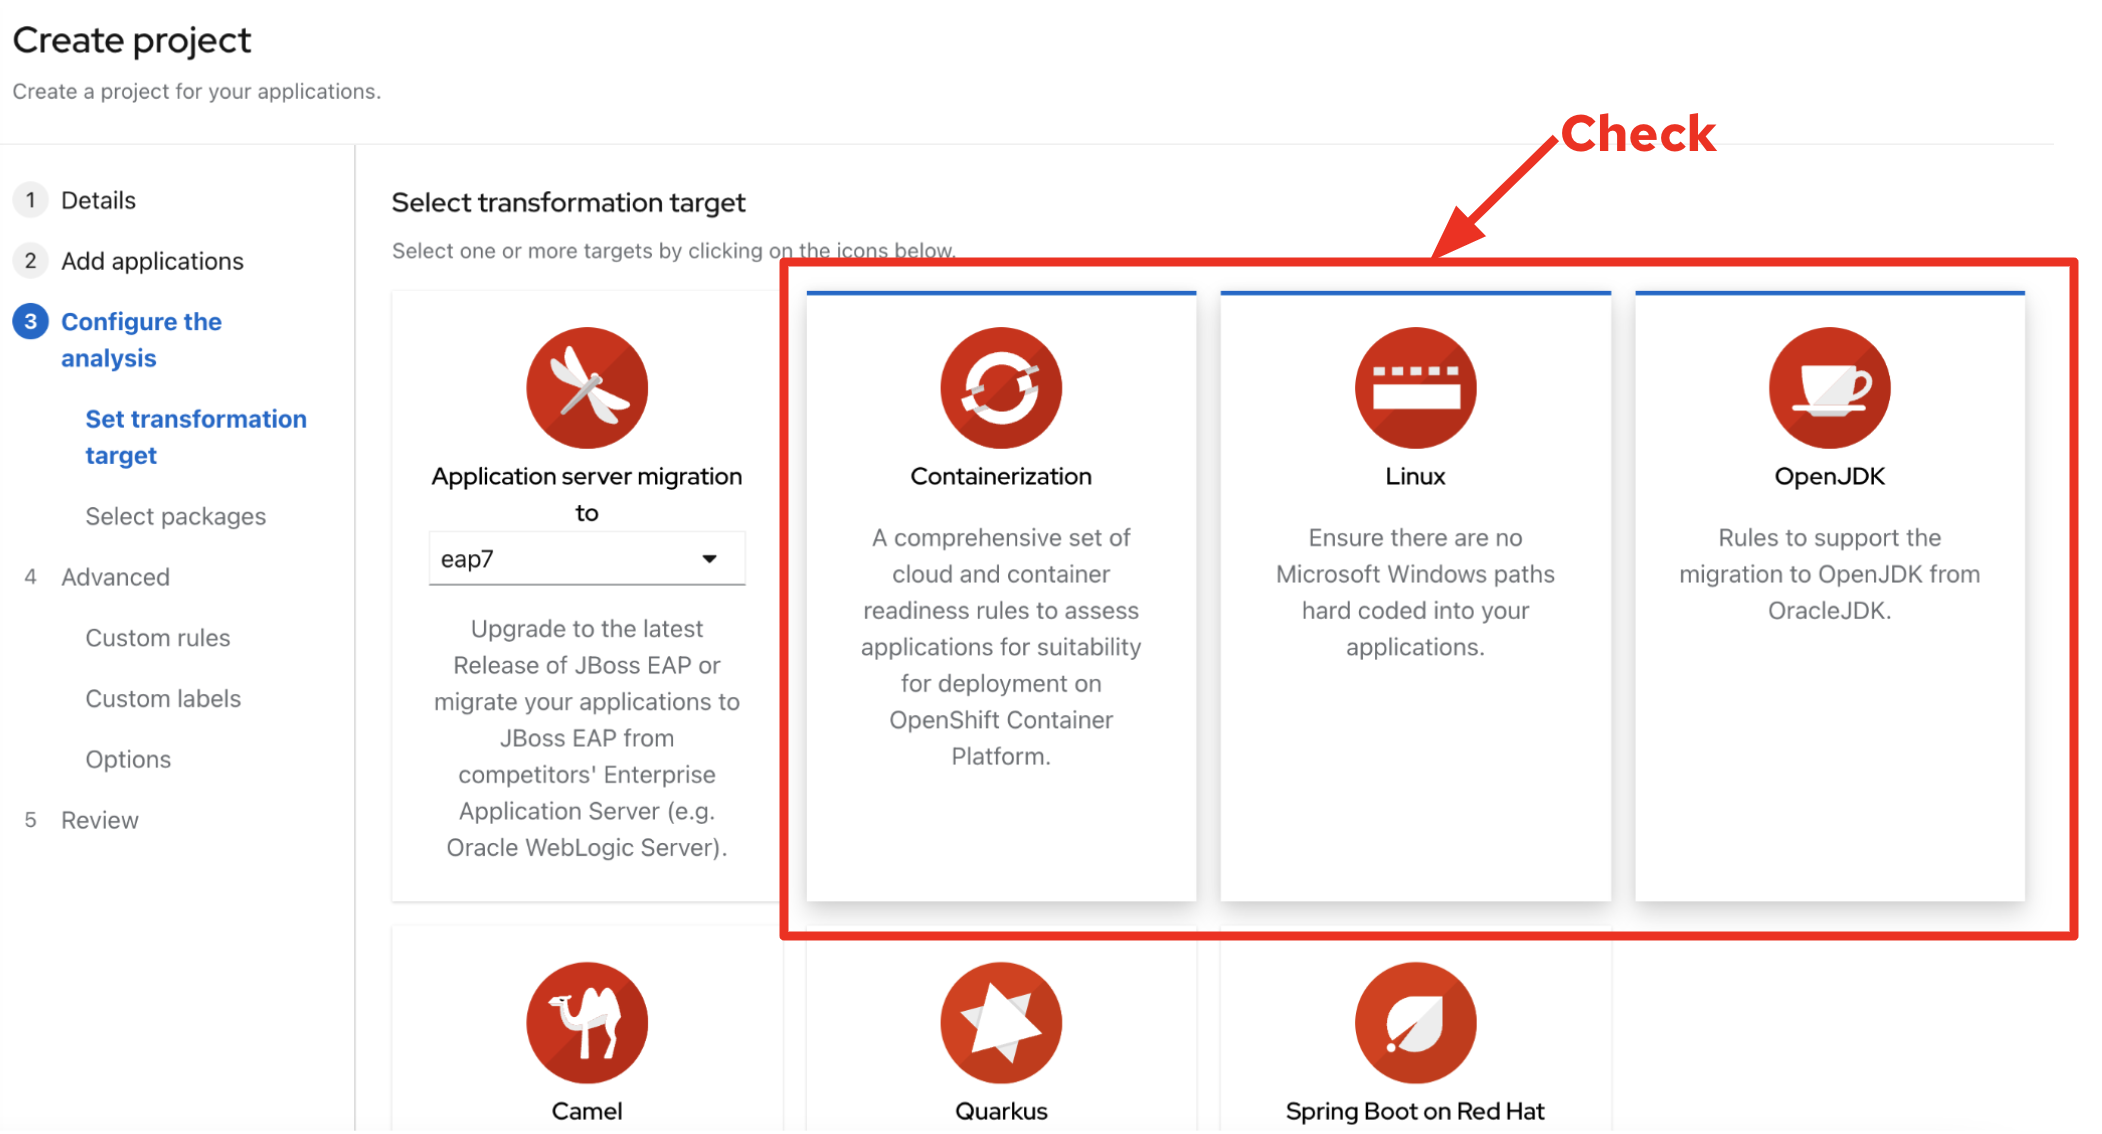 Create project
Create a project for your applications.
Check
1 Details
2 Add applications
3 Configure the
analysis
Set transformation
target
Select packages
4 Advanced
Custom rules
Custom labels
Options
5 Review
Select transformation target
Select one or more targets by clicking on the icons below.
Application server migration
to
eap7
Upgrade to the latest
Release of JBoss EAP or
migrate your applications to
JBoss EAP from
competitors' Enterprise
Application Server (e.g.
Oracle WebLogic Server).
Containerization
A comprehensive set of
cloud and container
readiness rules to assess
applications for suitability
for deployment on
OpenShift Container
Platform.
Linux
Ensure there are no
Microsoft Windows paths
hard coded into your
applications.
OpenJDK
Rules to support the
migration to OpenJDK from
OracleJDK.
Camel
Quarkus
Spring Boot on Red Hat